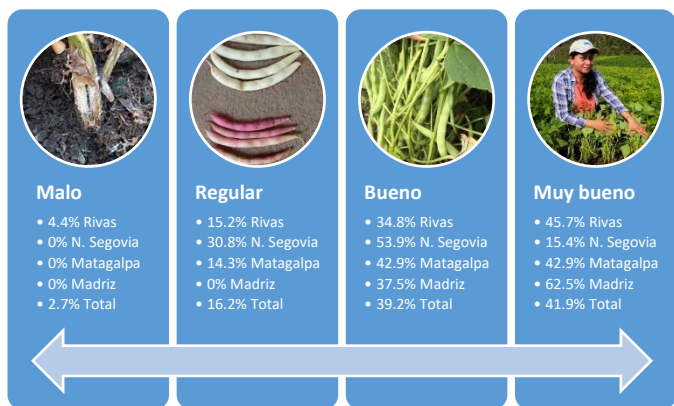 Malo
• 4.4% Rivas
• 0% N. Segovia
• 0% Matagalpa
• 0% Madriz
• 2.7% Total
Regular
• 15.2% Rivas
• 30.8% N. Segovia
• 14.3% Matagalpa
• 0% Madriz
• 16.2% Total
Bueno
• 34.8% Rivas
• 53.9% N. Segovia
• 42.9% Matagalpa
• 37.5% Madriz
• 39.2% Total
Muy bueno
• 45.7% Rivas
• 15.4% N. Segovia
• 42.9% Matagalpa
• 62.5% Madriz
• 41.9% Total